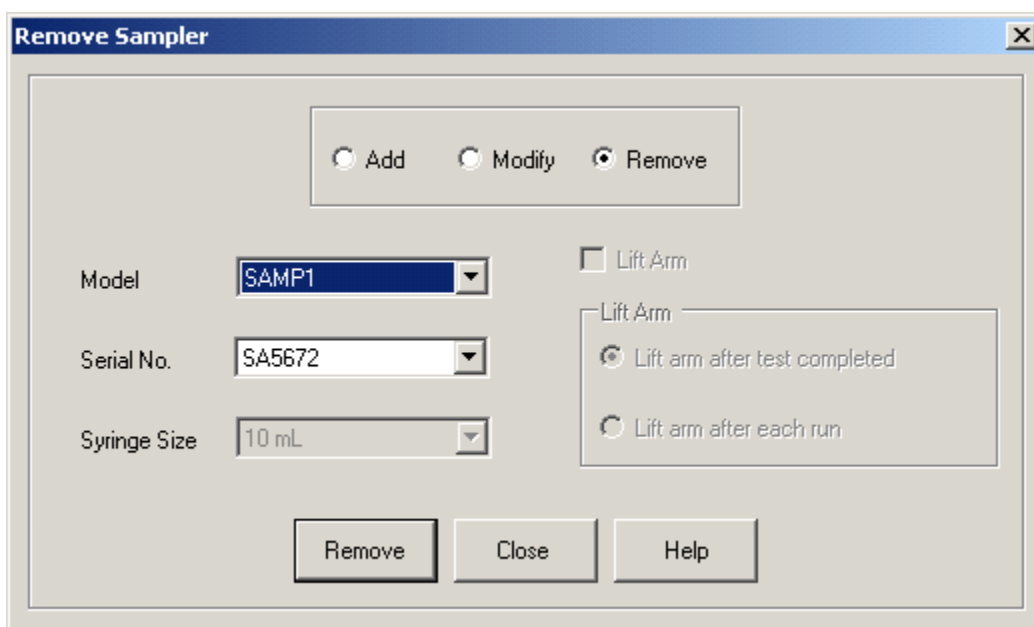 Remove Sampler
Add Modify Remove
Model SAMP1
Lift Arm
Lift Arm
Serial No. SA5672
Lift arm after test completed
Syringe Size 10 mL
Lift arm after each run
Remove Close Help